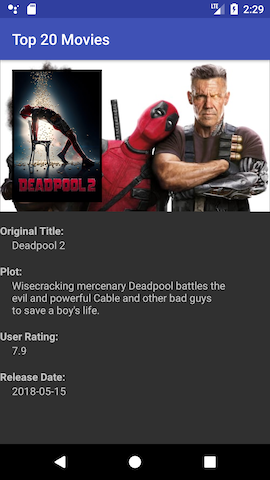 LTE 2:29
Top 20 Movies
DEADPOOL 2
Original Title:
Deadpool 2
Plot:
Wisecracking mercenary Deadpool battles the
evil and powerful Cable and other bad guys
to save a boy's life.
User Rating:
7.9
Release Date:
2018-05-15